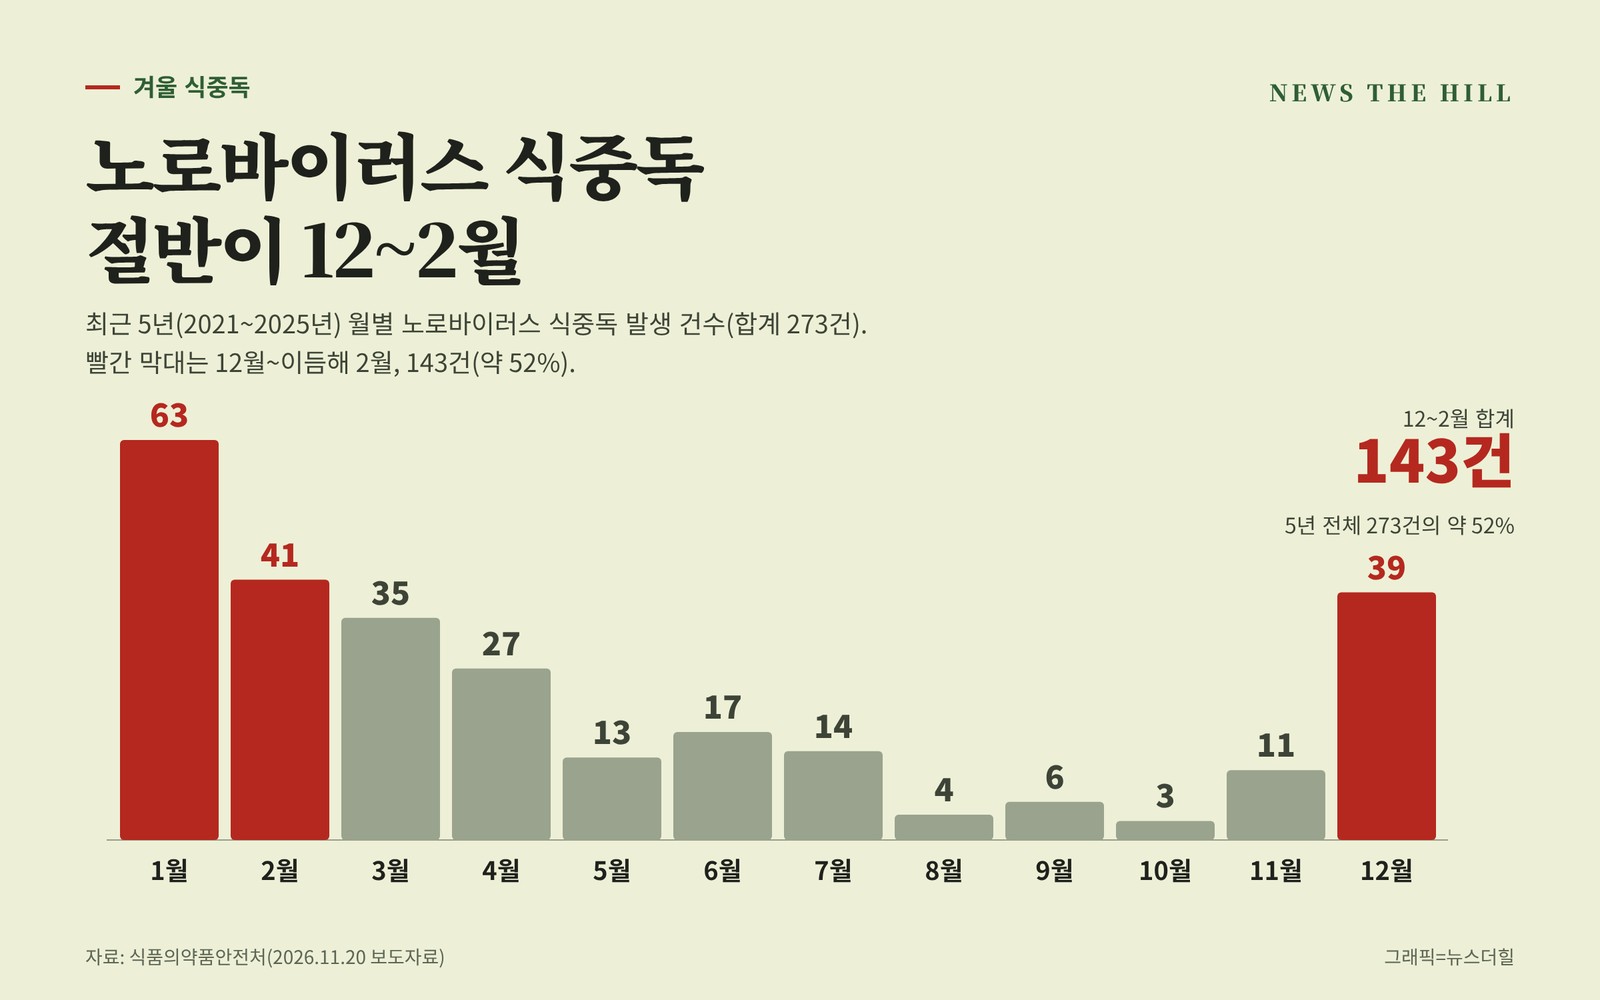 겨울 식중독
NEWS THE HILL
노로바이러스 식중독
절반이 12~2월
최근 5년(2021~2025년) 월별 노로바이러스 식중독 발생 건수(합계 273건).
빨간 막대는 12월~이듬해 2월, 143건(약 52%).
12~2월 합계
143건
5년 전체 273건의 약 52%
63
41
35
27
13
17
14
4
6
3
11
39
1월
2월
3월
4월
5월
6월
7월
8월
9월
10월
11월
12월
자료: 식품의약품안전처(2026.11.20 보도자료)
그래픽=뉴스더힐